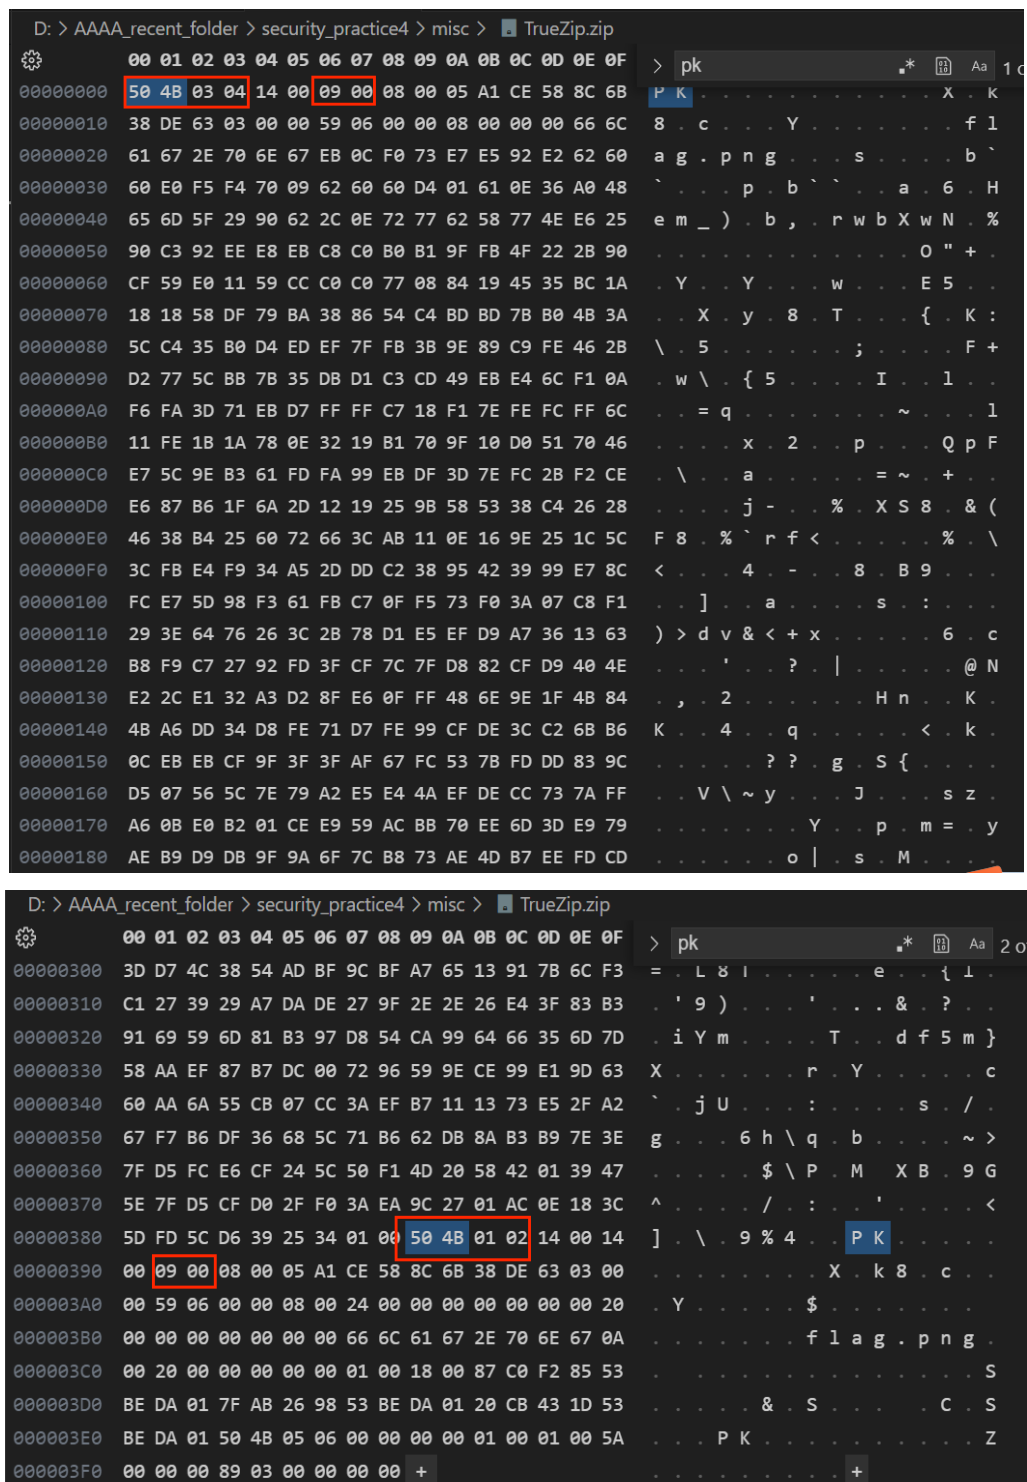 D: > AAAA_recent_folder > security_practice4 > misc > TrueZip.zip
00 01 02 03 04 05 06 07 08 09 0A 0B 0C 0D 0E 0F > pk .* Aa 1 o
00000000 50 4B 03 04 14 00 09 00 08 00 05 A1 CE 58 8C 6B P K . . . . . . . . . . . X . k
00000010 38 DE 63 03 00 00 59 06 00 00 08 00 00 00 66 6C 8 . c . . . Y . . . . . . . f l
00000020 61 67 2E 70 6E 67 EB 0C F0 73 E7 E5 92 E2 62 60 a g . p n g . . . s . . . . b `
00000030 60 E0 F5 F4 70 09 62 60 60 D4 01 61 0E 36 A0 48 ` . . . p . b ` ` . . a . 6 . H
00000040 65 6D 5F 29 90 62 2C 0E 72 77 62 58 77 4E E6 25 e m _ ) . b , . r w b X w N . %
00000050 90 C3 92 EE E8 EB C8 C0 B0 B1 9F FB 4F 22 2B 90 . . . . . . . . . . . . O " + .
00000060 CF 59 E0 11 59 CC C0 C0 77 08 84 19 45 35 BC 1A . Y . . Y . . . w . . . E 5 . .
00000070 18 18 58 DF 79 BA 38 86 54 C4 BD BD 7B B0 4B 3A . . X . y . 8 . T . . . { . K :
00000080 5C C4 35 B0 D4 ED EF 7F FB 3B 9E 89 C9 FE 46 2B \ . 5 . . . . . . ; . . . . F +
00000090 D2 77 5C BB 7B 35 DB D1 C3 CD 49 EB E4 6C F1 0A . w \ . { 5 . . . . I . . l . .
000000A0 F6 FA 3D 71 EB D7 FF FF C7 18 F1 7E FE FC FF 6C . . = q . . . . . . . ~ . . . l
000000B0 11 FE 1B 1A 78 0E 32 19 B1 70 9F 10 D0 51 70 46 . . . . x . 2 . . p . . . Q p F
000000C0 E7 5C 9E B3 61 FD FA 99 EB DF 3D 7E FC 2B F2 CE . \ . . a . . . . . = ~ . + . .
000000D0 E6 87 B6 1F 6A 2D 12 19 25 9B 58 53 38 C4 26 28 . . . . j - . . % . X S 8 . & (
000000E0 46 38 B4 25 60 72 66 3C AB 11 0E 16 9E 25 1C 5C F 8 . % ` r f < . . . . . % . \
000000F0 3C FB E4 F9 34 A5 2D DD C2 38 95 42 39 99 E7 8C < . . . 4 . - . . 8 . B 9 . . .
00000100 FC E7 5D 98 F3 61 FB C7 0F F5 73 F0 3A 07 C8 F1 . . ] . . a . . . . s . : . . .
00000110 29 3E 64 76 26 3C 2B 78 D1 E5 EF D9 A7 36 13 63 ) > d v & < + x . . . . . 6 . c
00000120 B8 F9 C7 27 92 FD 3F CF 7C 7F D8 82 CF D9 40 4E . . . ' . . ? . | . . . . . @ N
00000130 E2 2C E1 32 A3 D2 8F E6 0F FF 48 6E 9E 1F 4B 84 . , . 2 . . . . . . H n . . K .
00000140 4B A6 DD 34 D8 FE 71 D7 FE 99 CF DE 3C C2 6B B6 K . . 4 . . q . . . . . < . k .
00000150 0C EB EB CF 9F 3F 3F AF 67 FC 53 7B FD DD 83 9C . . . . . ? ? . g . S { . . . .
00000160 D5 07 56 5C 7E 79 A2 E5 E4 4A EF DE CC 73 7A FF . . V \ ~ y . . . J . . . s z .
00000170 A6 0B E0 B2 01 CE E9 59 AC BB 70 EE 6D 3D E9 79 . . . . . . . Y . . p . m = . y
00000180 AE B9 D9 DB 9F 9A 6F 7C B8 73 AE 4D B7 EE FD CD . . . . . . o | . s . M . . . .
D: > AAAA_recent_folder > security_practice4 > misc > TrueZip.zip
00 01 02 03 04 05 06 07 08 09 0A 0B 0C 0D 0E 0F > pk .* Aa 2 o
00000300 3D D7 4C 38 54 AD BF 9C BF A7 65 13 91 7B 6C F3 = . L 8 T . . . . . e . . { l .
00000310 C1 27 39 29 A7 DA DE 27 9F 2E 2E 26 E4 3F 83 B3 . ' 9 ) . . . ' . . . & . ? . .
00000320 91 69 59 6D 81 B3 97 D8 54 CA 99 64 66 35 6D 7D . i Y m . . . . T . . d f 5 m }
00000330 58 AA EF 87 B7 DC 00 72 96 59 9E CE 99 E1 9D 63 X . . . . . . r . Y . . . . . c
00000340 60 AA 6A 55 CB 07 CC 3A EF B7 11 13 73 E5 2F A2 ` . j U . . . : . . . . s . / .
00000350 67 F7 B6 DF 36 68 5C 71 B6 62 DB 8A B3 B9 7E 3E g . . . 6 h \ q . b . . . . ~ >
00000360 7F D5 FC E6 CF 24 5C 50 F1 4D 20 58 42 01 39 47 . . . . . $ \ P . M   X B . 9 G
00000370 5E 7F D5 CF D0 2F F0 3A EA 9C 27 01 AC 0E 18 3C ^ . . . . / . : . . ' . . . . <
00000380 5D FD 5C D6 39 25 34 01 00 50 4B 01 02 14 00 14 ] . \ . 9 % 4 . . P K . . . . .
00000390 00 09 00 08 00 05 A1 CE 58 8C 6B 38 DE 63 03 00 . . . . . . . . X . k 8 . c . .
000003A0 00 59 06 00 00 08 00 24 00 00 00 00 00 00 00 20 . Y . . . . . $ . . . . . . .
000003B0 00 00 00 00 00 00 00 66 6C 61 67 2E 70 6E 67 0A . . . . . . . f l a g . p n g .
000003C0 00 20 00 00 00 00 00 01 00 18 00 87 C0 F2 85 53 .   . . . . . . . . . . . . . S
000003D0 BE DA 01 7F AB 26 98 53 BE DA 01 20 CB 43 1D 53 . . . . . & . S . . .   . C . S
000003E0 BE DA 01 50 4B 05 06 00 00 00 00 01 00 01 00 5A . . . P K . . . . . . . . . . Z
000003F0 00 00 00 89 03 00 00 00 00 + . . . . . . . . . +